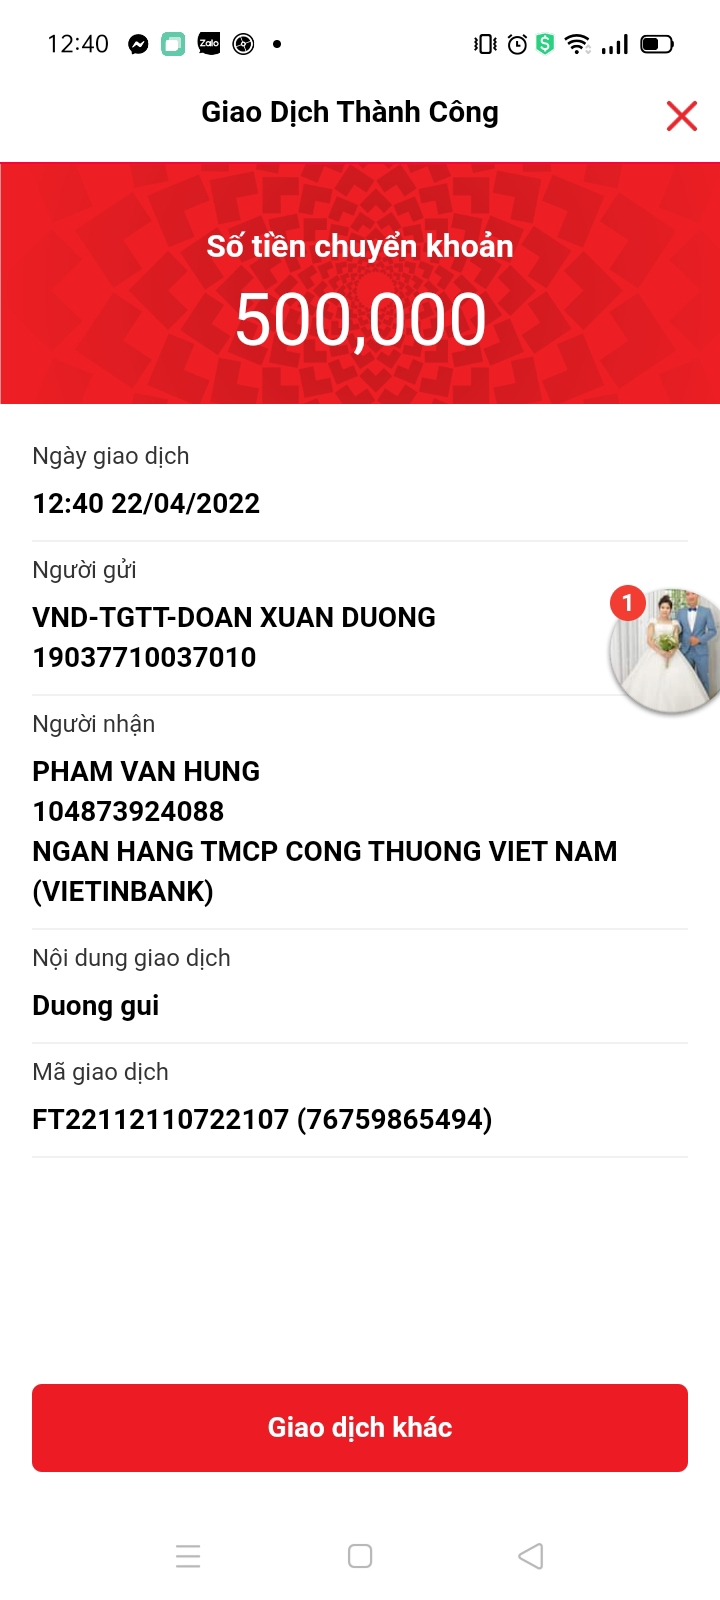 12:40
Zalo
Giao Dịch Thành Công
Số tiền chuyển khoản
500,000
Ngày giao dịch
12:40 22/04/2022
Người gửi
VND-TGTT-DOAN XUAN DUONG
19037710037010
1
Người nhận
PHAM VAN HUNG
104873924088
NGAN HANG TMCP CONG THUONG VIET NAM
(VIETINBANK)
Nội dung giao dịch
Duong gui
Mã giao dịch
FT22112110722107 (76759865494)
Giao dịch khác